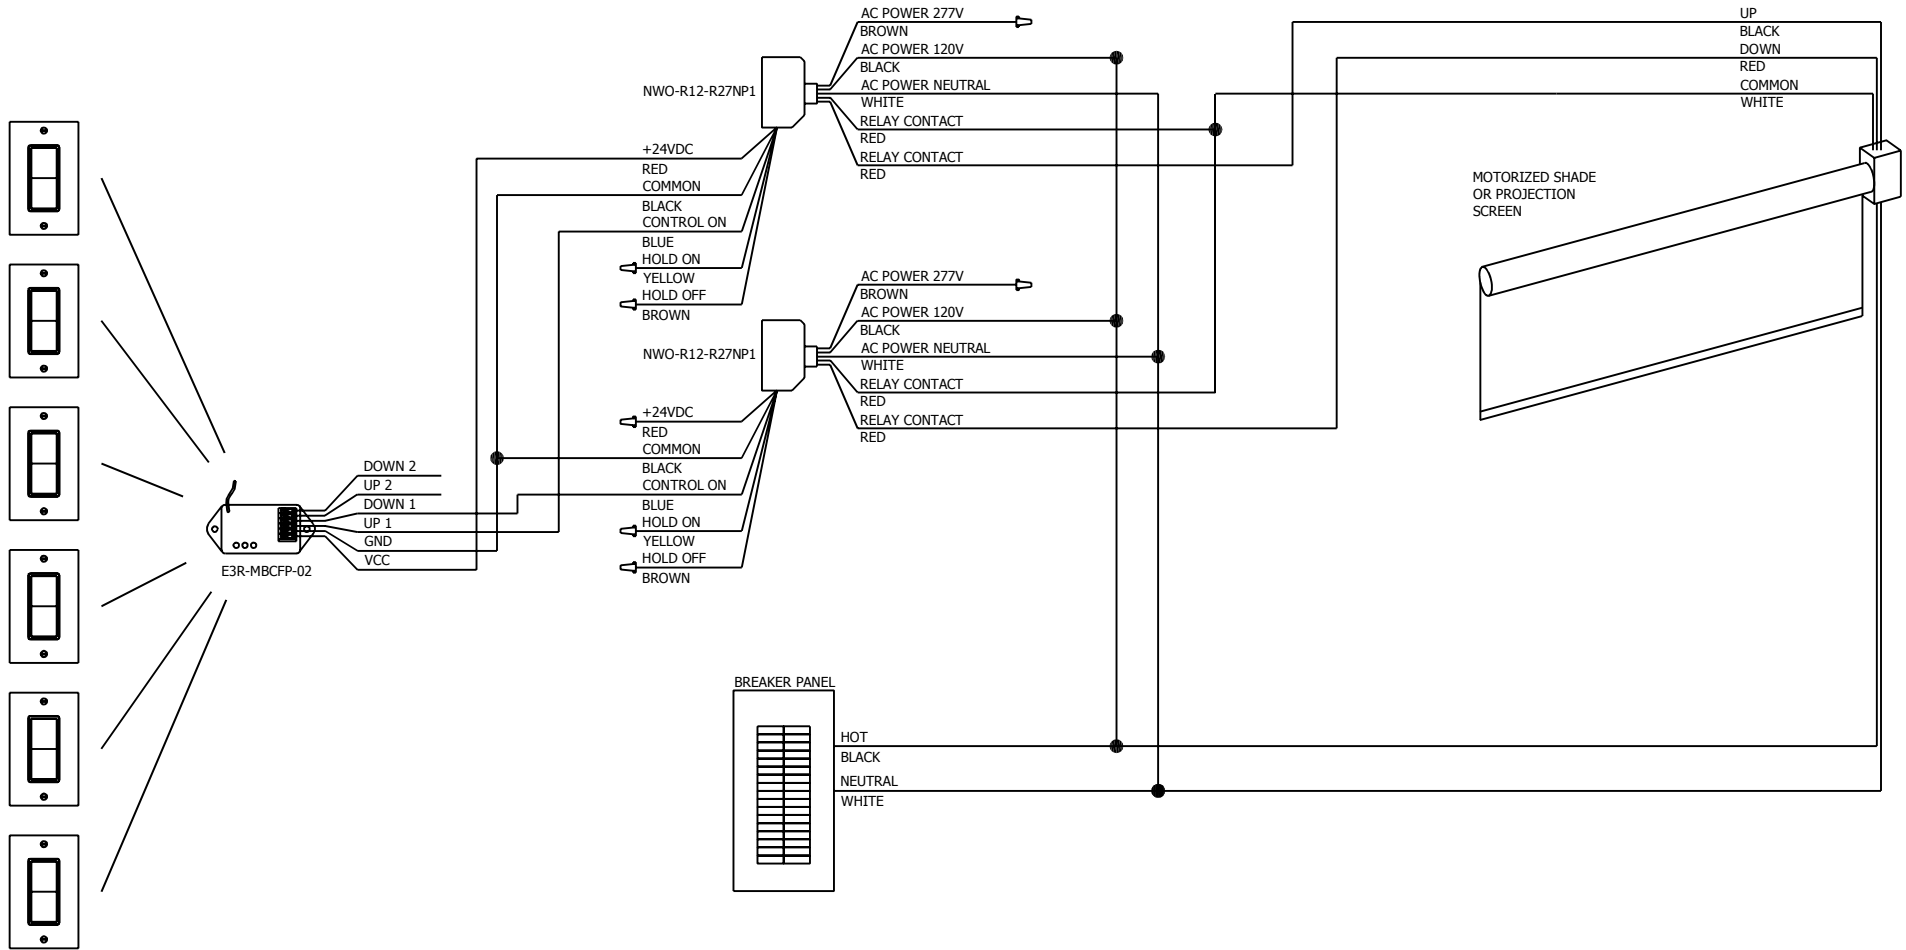 AC POWER 277V
BROWN
AC POWER 120V
BLACK
AC POWER NEUTRAL
WHITE
RELAY CONTACT
RED
RELAY CONTACT
RED
NWO-R12-R27NP1
+24VDC
RED
COMMON
BLACK
CONTROL ON
BLUE
HOLD ON
YELLOW
HOLD OFF
BROWN
UP
BLACK
DOWN
RED
COMMON
WHITE
MOTORIZED SHADE
OR PROJECTION
SCREEN
AC POWER 277V
BROWN
AC POWER 120V
BLACK
AC POWER NEUTRAL
WHITE
RELAY CONTACT
RED
RELAY CONTACT
RED
NWO-R12-R27NP1
+24VDC
RED
COMMON
BLACK
CONTROL ON
BLUE
HOLD ON
YELLOW
HOLD OFF
BROWN
DOWN 2
UP 2
DOWN 1
UP 1
GND
VCC
E3R-MBCFP-02
BREAKER PANEL
HOT
BLACK
NEUTRAL
WHITE